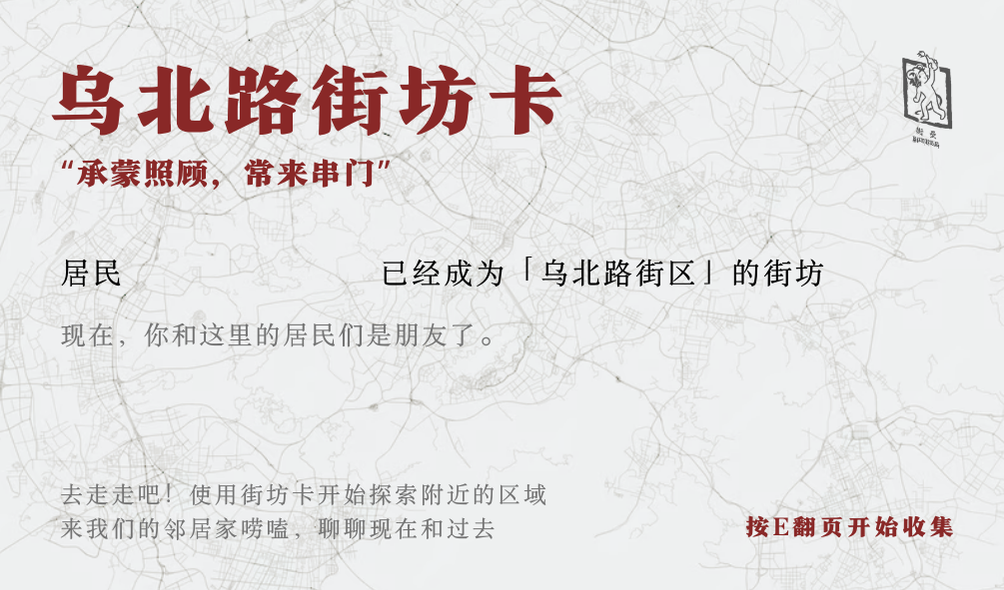 乌北路街坊卡
“承蒙照顾，常来串门”
居民 已经成为「乌北路街区」的街坊
现在，你和这里的居民们是朋友了。
去走走吧！使用街坊卡开始探索附近的区域
来我们的邻居家唠嗑，聊聊现在和过去
按E翻页开始收集